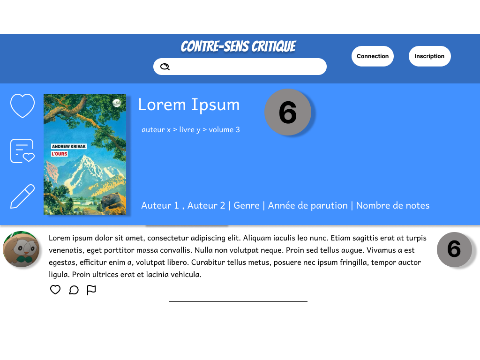 CONTRE-SENS CRITIQUE
Connection
Inscription
Lorem Ipsum
6
auteur x > livre y > volume 3
ANDREW KRIVAK
L'OURS
Auteur 1 , Auteur 2 | Genre | Année de parution | Nombre de notes
Lorem ipsum dolor sit amet, consectetur adipiscing elit. Aliquam iaculis leo nunc. Etiam sagittis erat at turpis
venenatis, eget porttitor massa convallis. Nulla non volutpat neque. Proin sed tellus augue. Vivamus a est
egestas, efficitur enim a, volutpat libero. Curabitur tellus metus, posuere nec ipsum fringilla, tempor auctor
ligula. Proin ultrices erat et lacinia vehicula.
6